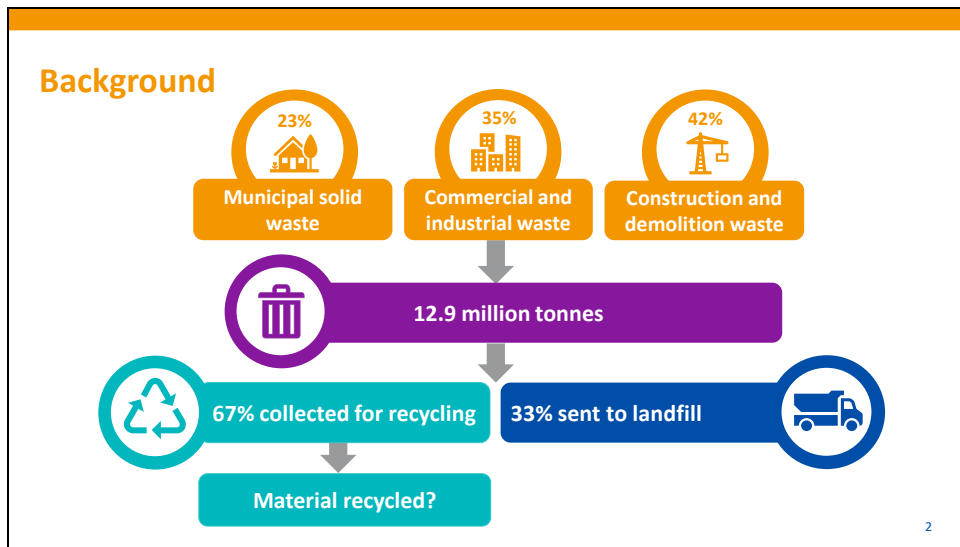 Background
23%
35%
42%
Municipal solid
waste
Commercial and
industrial waste
Construction and
demolition waste
12.9 million tonnes
67% collected for recycling
33% sent to landfill
Material recycled?
2